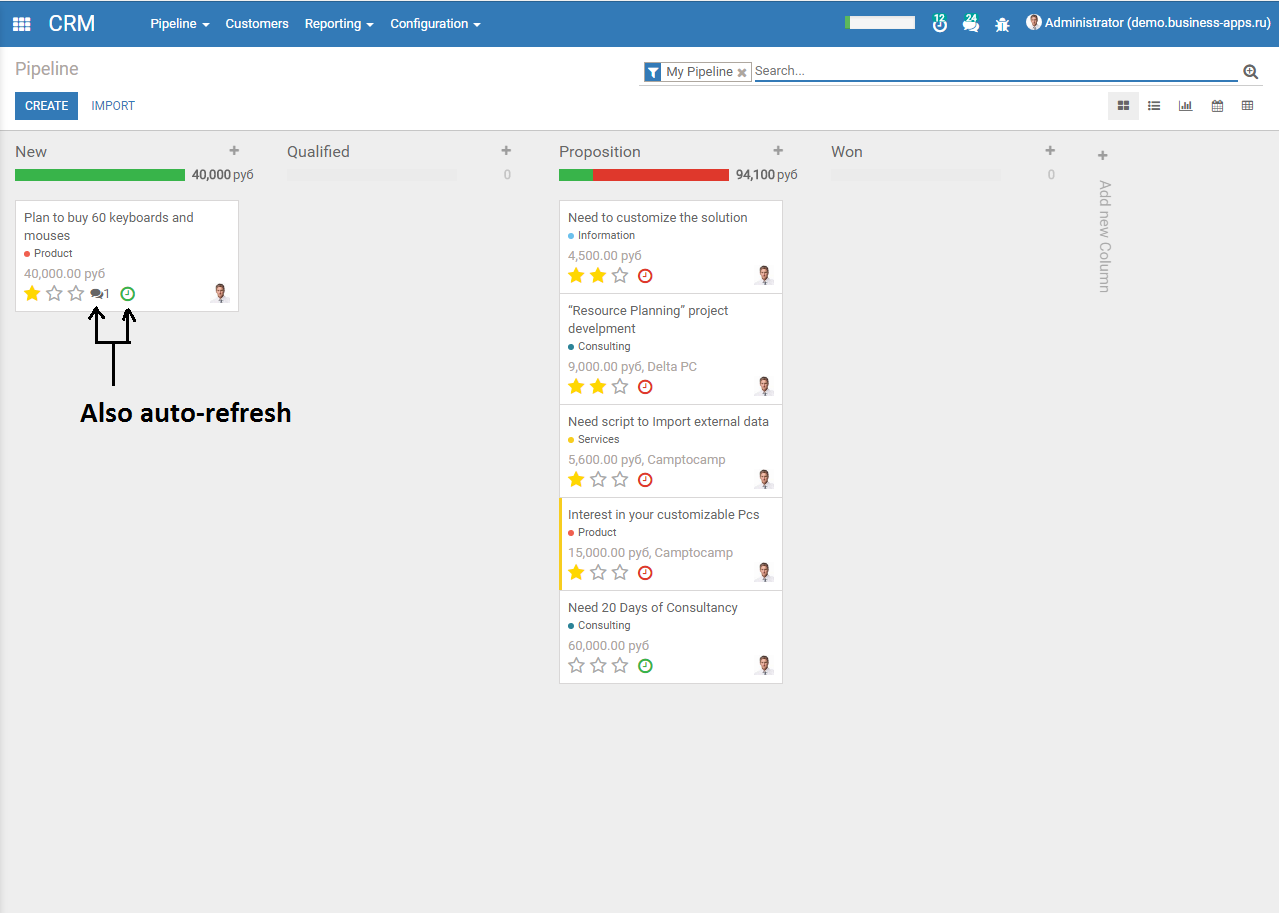 CRM
Pipeline
Customers
Reporting
Configuration
12
24
Administrator (demo.business-apps.ru)
Pipeline
My Pipeline
Search...
CREATE
IMPORT
New
40,000 руб
Plan to buy 60 keyboards and
mouses
Product
40,000.00 руб
1
Also auto-refresh
Qualified
0
Proposition
94,100 руб
Need to customize the solution
Information
4,500.00 руб
“Resource Planning” project
develpment
Consulting
9,000.00 руб, Delta PC
Need script to Import external data
Services
5,600.00 руб, Camptocamp
Interest in your customizable Pcs
Product
15,000.00 руб, Camptocamp
Need 20 Days of Consultancy
Consulting
60,000.00 руб
Won
0
Add new Column